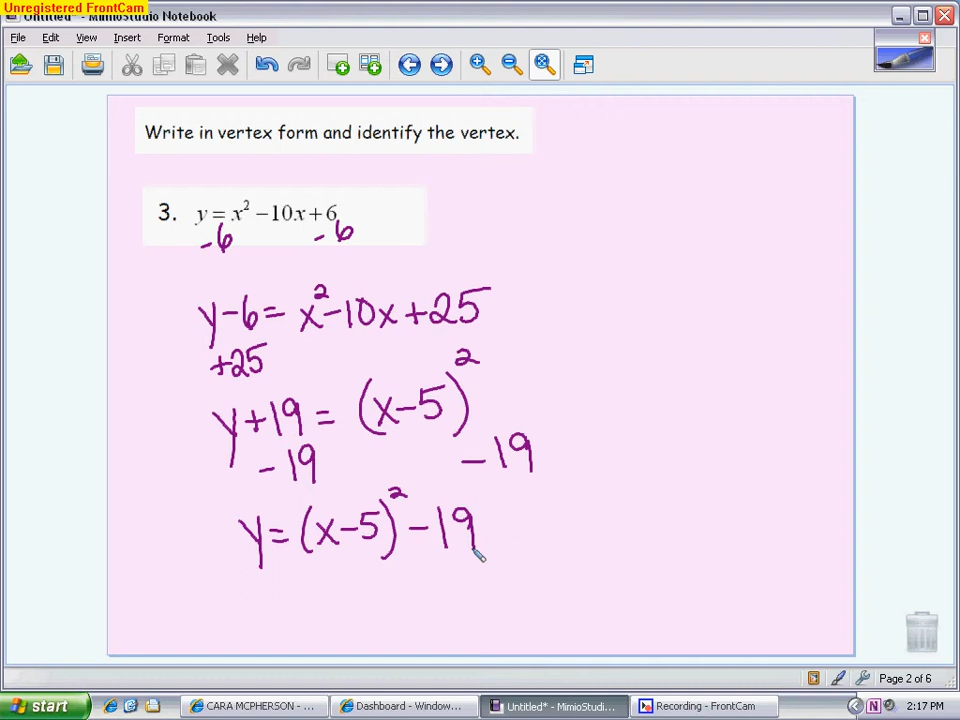 Unregistered FrontCam
Untitled* - MimioStudio Notebook
File Edit View Insert Format Tools Help
Write in vertex form and identify the vertex.
3. y = x² −10x + 6
-6 -6
y-6 = x²-10x+25
+25
y+19 = (x-5)²
-19 -19
y=(x-5)²-19
Page 2 of 6
start CARA MCPHERSON - ... Dashboard - Window... Untitled* - MimioStudi... Recording - FrontCam 2:17 PM